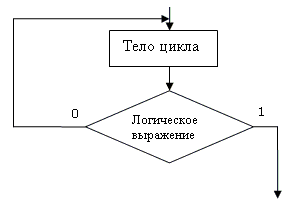 Тело цикла
0
1
Логическое
выражение